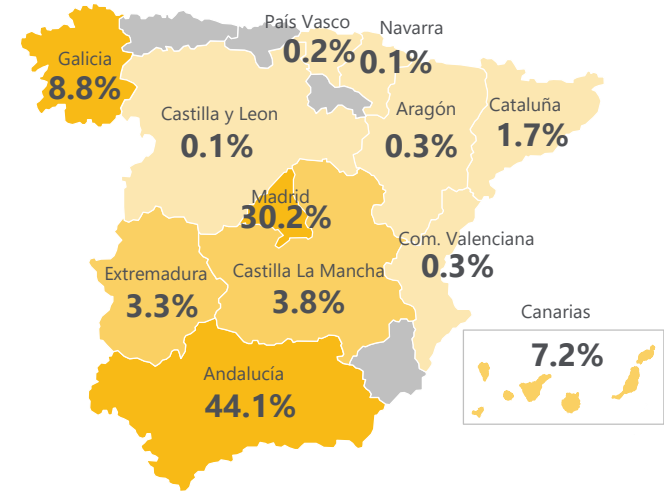 País Vasco
0.2%
Navarra
0.1%
Galicia
8.8%
Castilla y Leon
0.1%
Aragón
0.3%
Cataluña
1.7%
Madrid
30.2%
Com. Valenciana
0.3%
Extremadura
3.3%
Castilla La Mancha
3.8%
Canarias
7.2%
Andalucía
44.1%